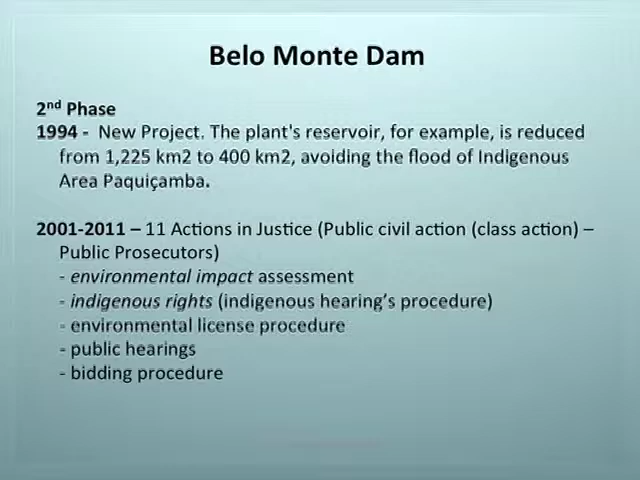 Belo Monte Dam
2nd Phase
1994 - New Project. The plant's reservoir, for example, is reduced
from 1,225 km2 to 400 km2, avoiding the flood of Indigenous
Area Paquiçamba.
2001-2011 – 11 Actions in Justice (Public civil action (class action) –
Public Prosecutors)
- environmental impact assessment
- indigenous rights (indigenous hearing's procedure)
- environmental license procedure
- public hearings
- bidding procedure